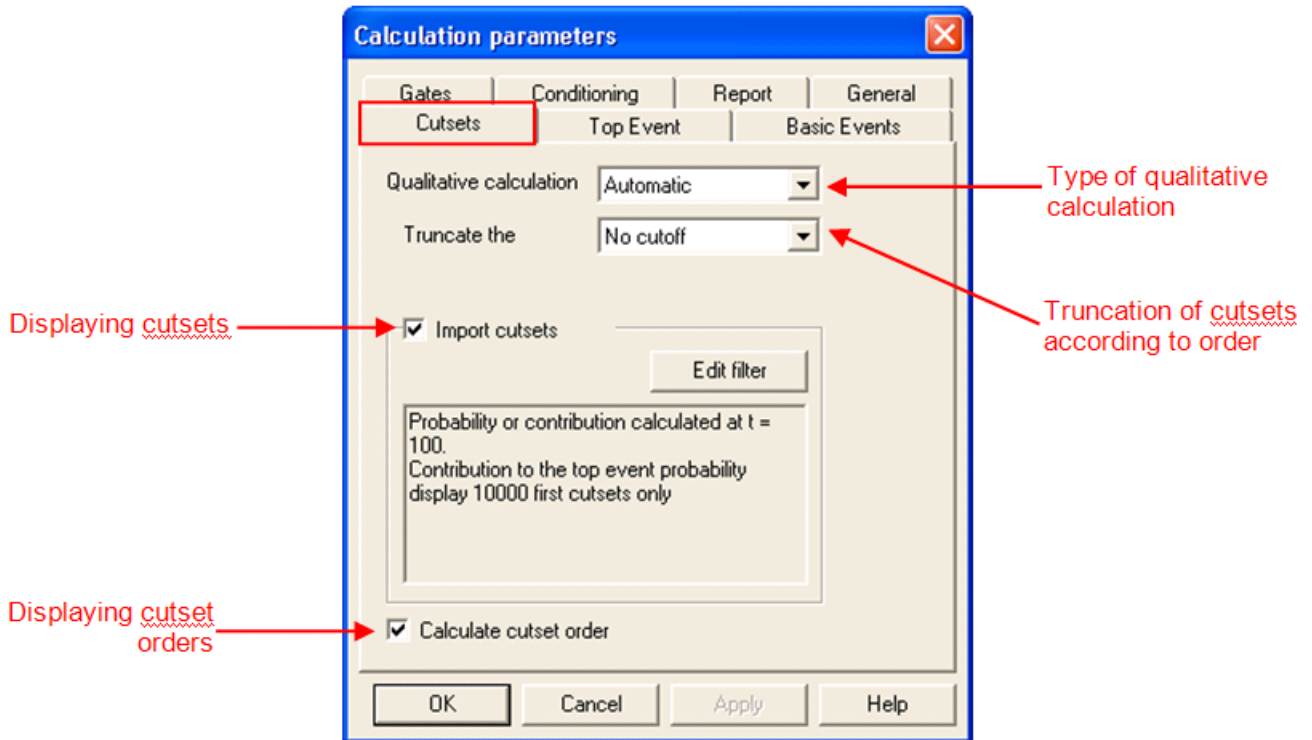 Calculation parameters
Gates
Conditioning
Report
General
Cutsets
Top Event
Basic Events
Qualitative calculation
Automatic
Type of qualitative
calculation
Truncate the
No cutoff
Truncation of cutsets
according to order
Displaying cutsets
Import cutsets
Edit filter
Probability or contribution calculated at t =
100.
Contribution to the top event probability
display 10000 first cutsets only
Displaying cutset
orders
Calculate cutset order
OK
Cancel
Apply
Help